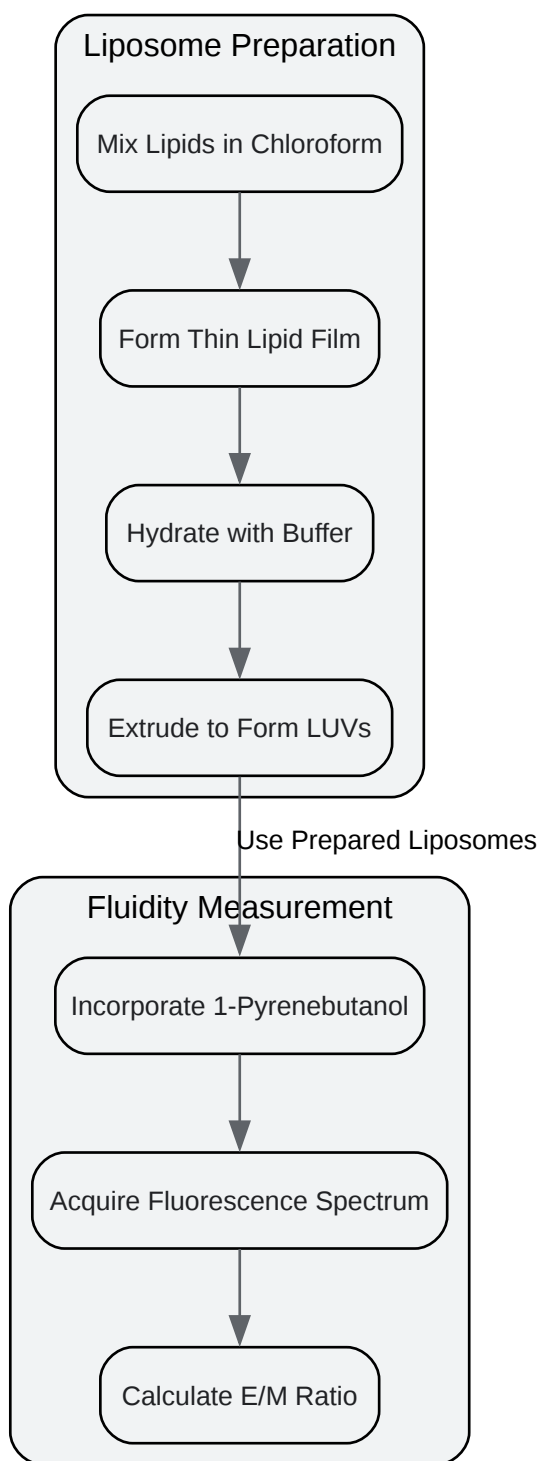 Liposome Preparation
Mix Lipids in Chloroform
Form Thin Lipid Film
Hydrate with Buffer
Extrude to Form LUVs
Use Prepared Liposomes
Fluidity Measurement
Incorporate 1-Pyrenebutanol
Acquire Fluorescence Spectrum
Calculate E/M Ratio